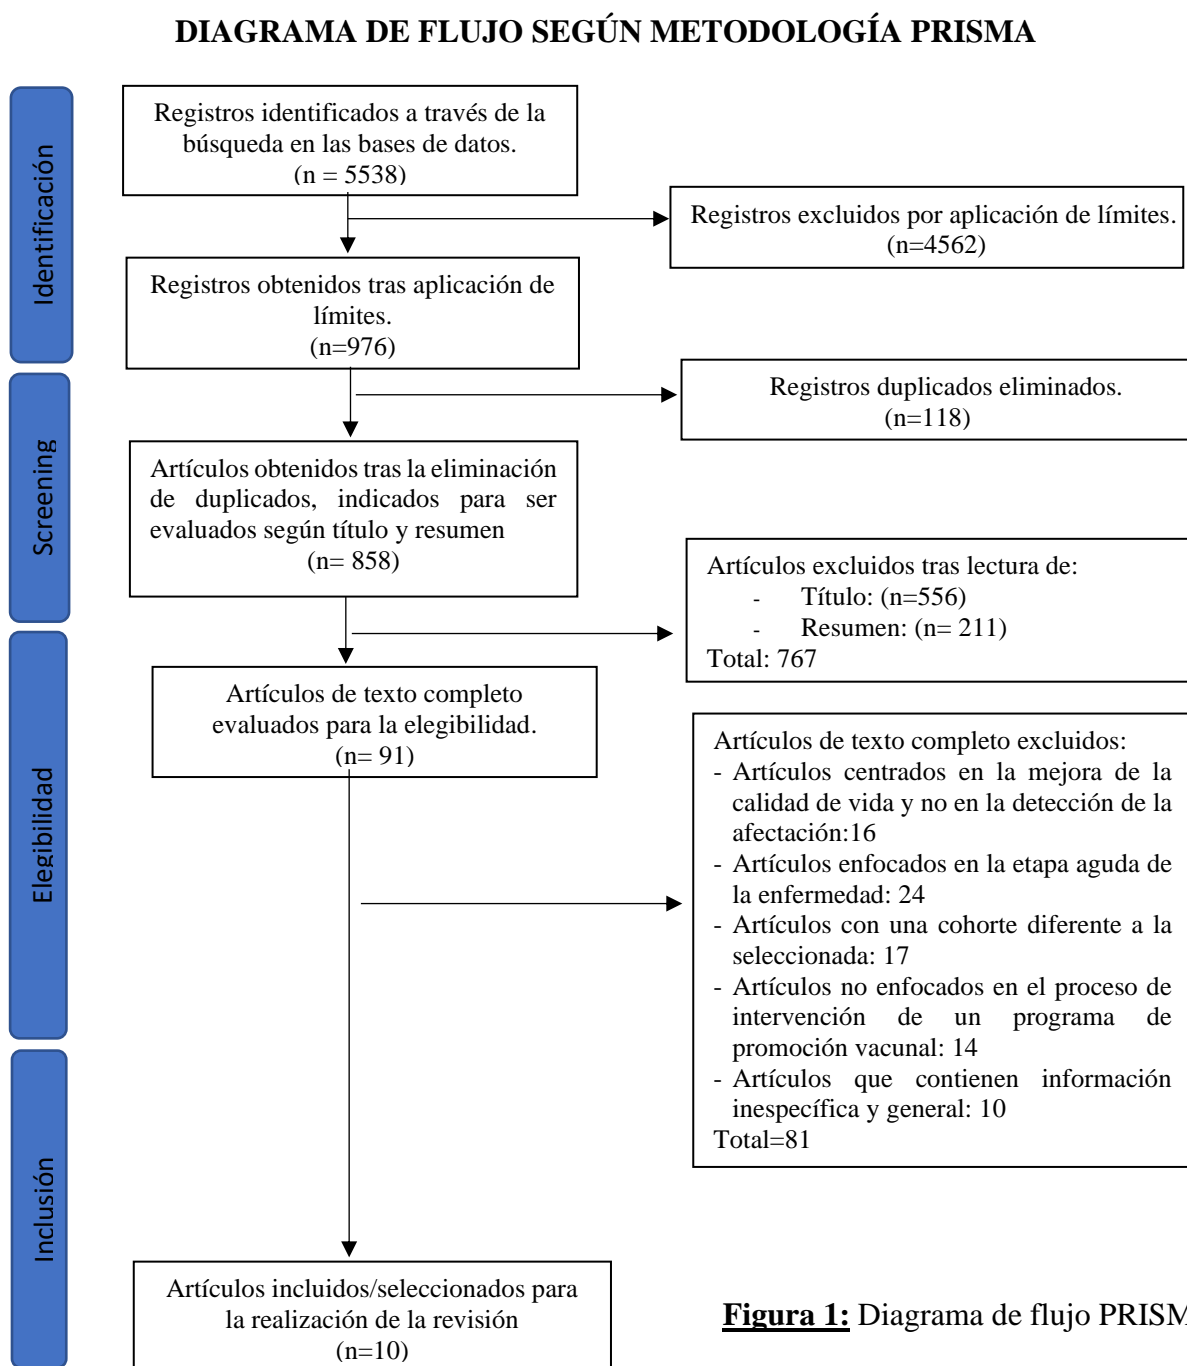 DIAGRAMA DE FLUJO SEGÚN METODOLOGÍA PRISMA
Identificación
Registros identificados a través de la
búsqueda en las bases de datos.
(n = 5538)
Registros excluidos por aplicación de límites.
(n=4562)
Registros obtenidos tras aplicación de
límites.
(n=976)
Screening
Registros duplicados eliminados.
(n=118)
Artículos obtenidos tras la eliminación
de duplicados, indicados para ser
evaluados según título y resumen
(n= 858)
Artículos excluidos tras lectura de:
- Título: (n=556)
- Resumen: (n= 211)
Total: 767
Elegibilidad
Artículos de texto completo
evaluados para la elegibilidad.
(n= 91)
Artículos de texto completo excluidos:
- Artículos centrados en la mejora de la
calidad de vida y no en la detección de la
afectación:16
- Artículos enfocados en la etapa aguda de
la enfermedad: 24
- Artículos con una cohorte diferente a la
seleccionada: 17
- Artículos no enfocados en el proceso de
intervención de un programa de
promoción vacunal: 14
- Artículos que contienen información
inespecífica y general: 10
Total=81
Inclusión
Artículos incluidos/seleccionados para
la realización de la revisión
(n=10)
Figura 1: Diagrama de flujo PRISM